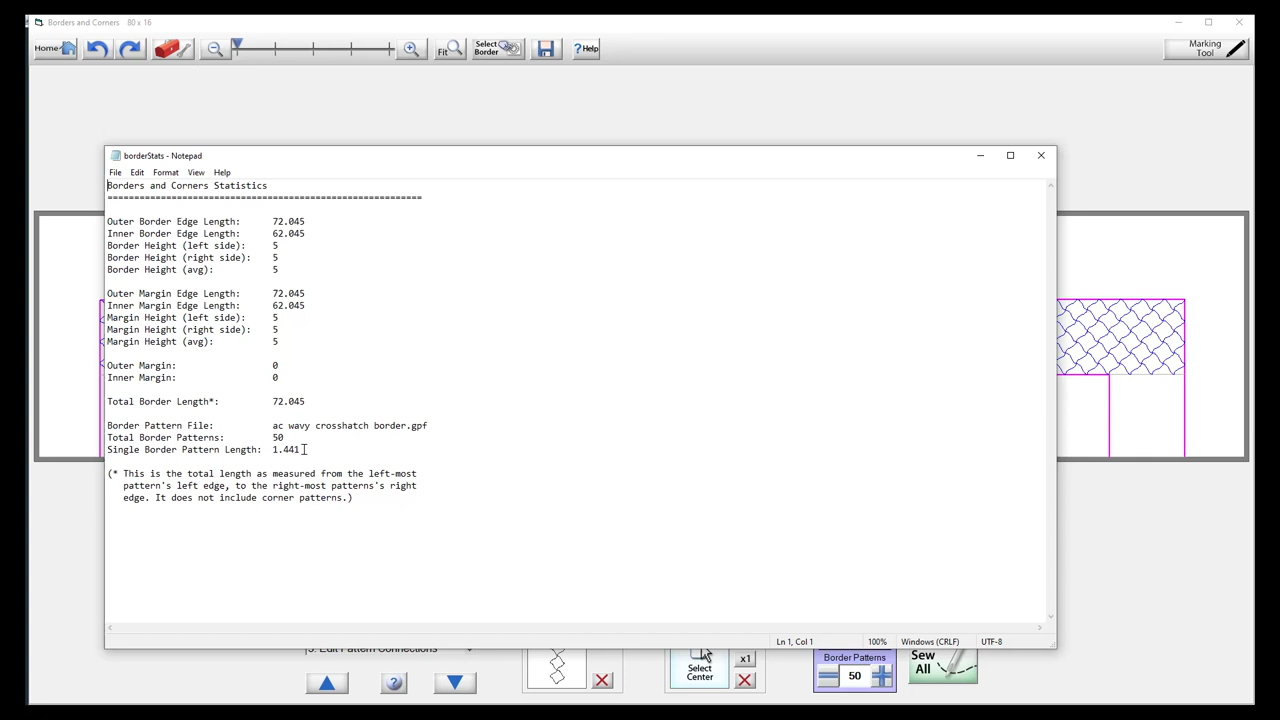 Borders and Corners 80 x 16
Home
Fit
Select Border
?Help
Marking Tool
borderStats - Notepad
File Edit Format View Help
Borders and Corners Statistics
===========================================================
Outer Border Edge Length: 72.045
Inner Border Edge Length: 62.045
Border Height (left side): 5
Border Height (right side): 5
Border Height (avg): 5
Outer Margin Edge Length: 72.045
Inner Margin Edge Length: 62.045
Margin Height (left side): 5
Margin Height (right side): 5
Margin Height (avg): 5
Outer Margin: 0
Inner Margin: 0
Total Border Length*: 72.045
Border Pattern File: ac wavy crosshatch border.gpf
Total Border Patterns: 50
Single Border Pattern Length: 1.441
(* This is the total length as measured from the left-most
pattern's left edge, to the right-most patterns's right
edge. It does not include corner patterns.)
Ln 1, Col 1 100% Windows (CRLF) UTF-8
5. Edit Pattern Connections
?
Select Center
x1
Border Patterns
50
Sew All